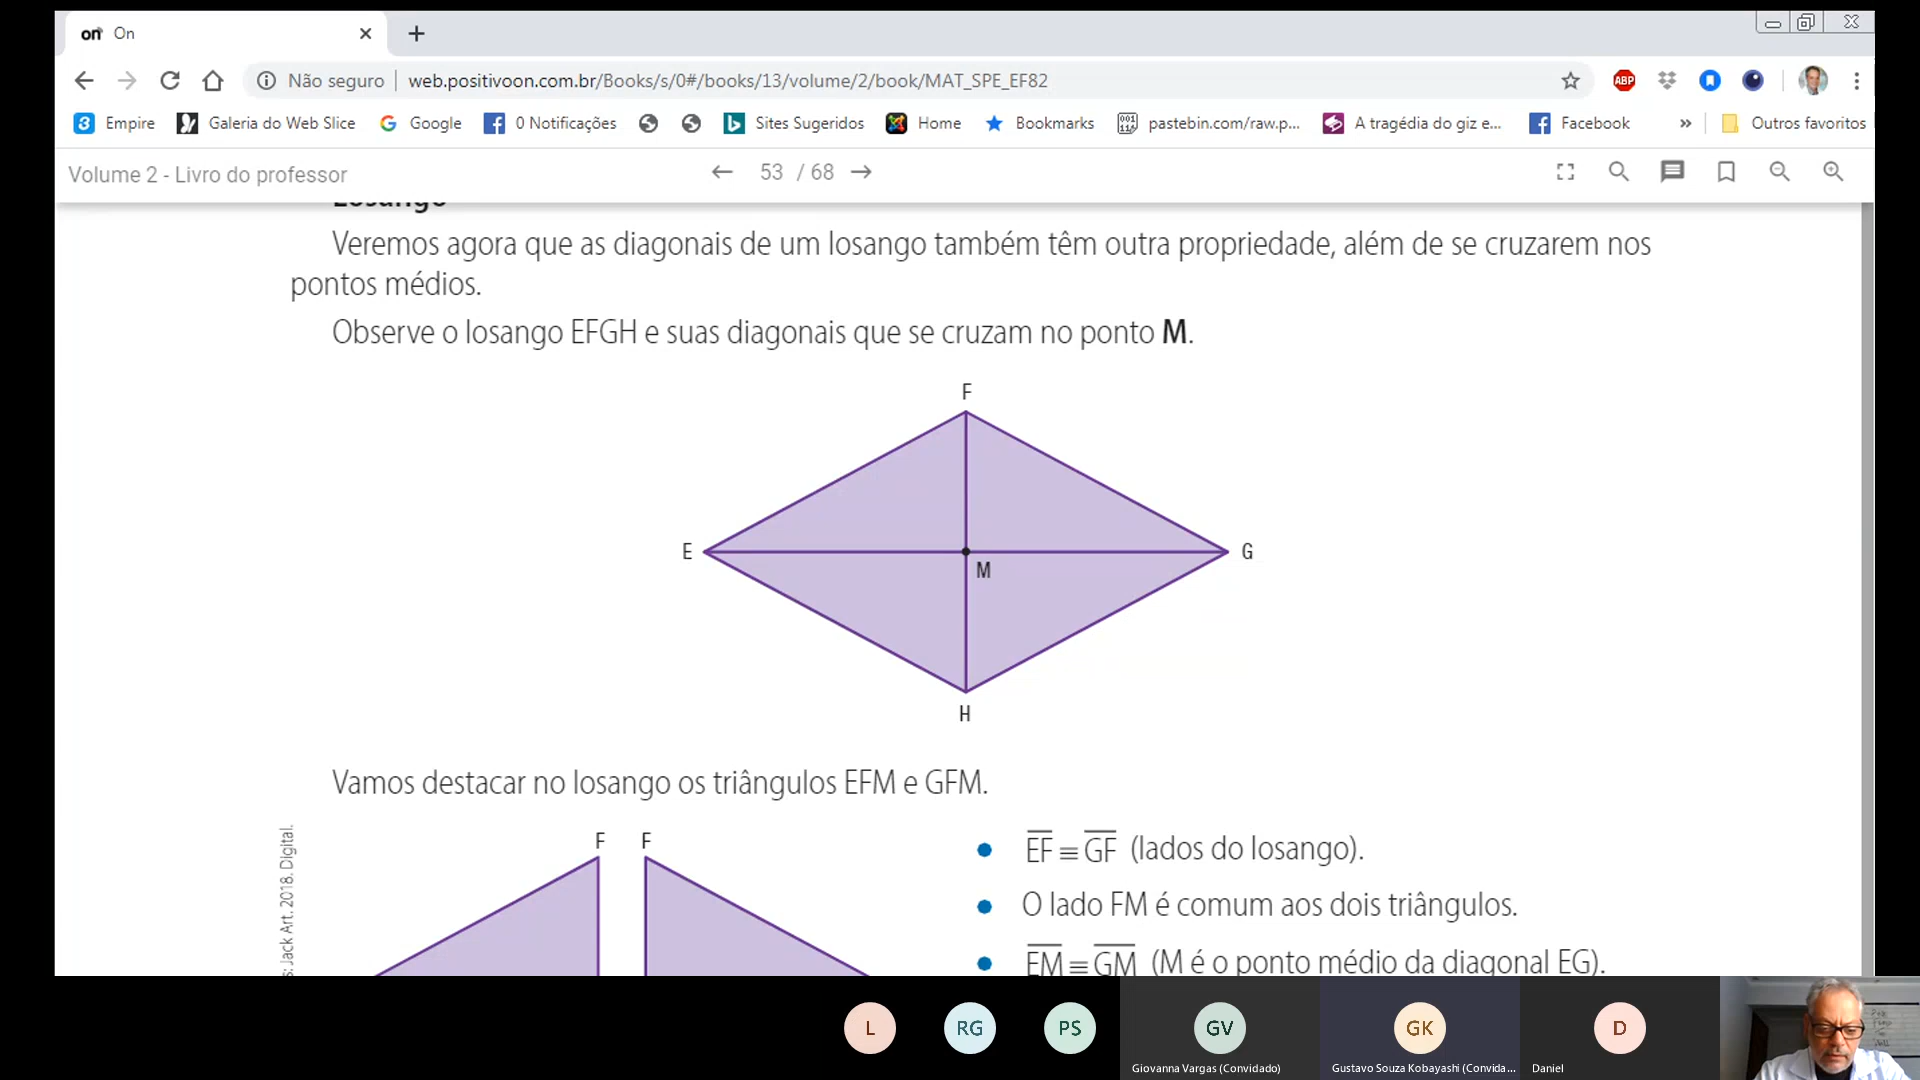 on On
Não seguro web.positivoon.com.br/Books/s/0#/books/13/volume/2/book/MAT_SPE_EF82
ABP
Empire Galeria do Web Slice Google 0 Notificações Sites Sugeridos Home Bookmarks pastebin.com/raw.p... A tragédia do giz e... Facebook » Outros favoritos
Volume 2 - Livro do professor 53 / 68
Losango
Veremos agora que as diagonais de um losango também têm outra propriedade, além de se cruzarem nos
pontos médios.
Observe o losango EFGH e suas diagonais que se cruzam no ponto M.
F
E G
M
H
Vamos destacar no losango os triângulos EFM e GFM.
F F
EF ≡ GF (lados do losango).
O lado FM é comum aos dois triângulos.
EM ≡ GM (M é o ponto médio da diagonal EG).
s: Jack Art. 2018. Digital.
L RG PS GV GK D
Giovanna Vargas (Convidado) Gustavo Souza Kobayashi (Convida... Daniel